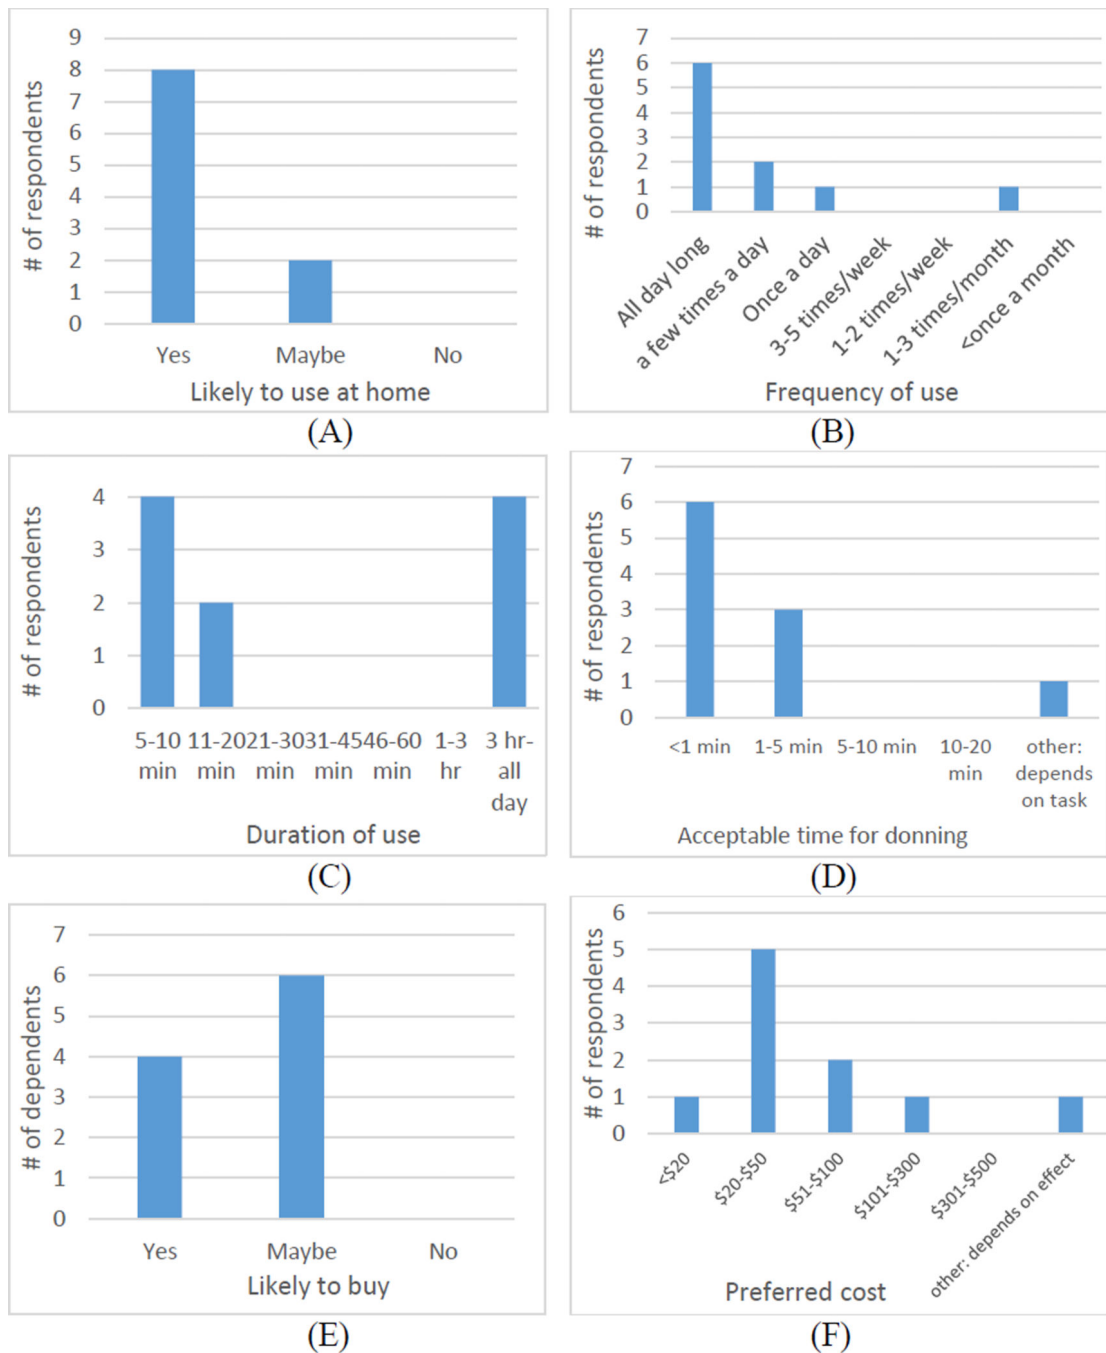 9
8
7
6
5
4
3
2
1
0
# of respondents
Yes Maybe No
Likely to use at home
(A)
7
6
5
4
3
2
1
0
# of respondents
All day long
a few times a day
Once a day
3-5 times/week
1-2 times/week
1-3 times/month
<once a month
Frequency of use
(B)
4
3
2
1
0
# of respondents
5-10 11-20 21-30 31-45 46-60 1-3 3 hr-
min min min min min hr all
day
Duration of use
(C)
7
6
5
4
3
2
1
0
# of respondents
<1 min 1-5 min 5-10 min 10-20 other:
min depends
on task
Acceptable time for donning
(D)
7
6
5
4
3
2
1
0
# of dependents
Yes Maybe No
Likely to buy
(E)
6
5
4
3
2
1
0
# of respondents
<$20
$20-$50
$51-$100
$101-$300
$301-$500
other: depends on effect
Preferred cost
(F)